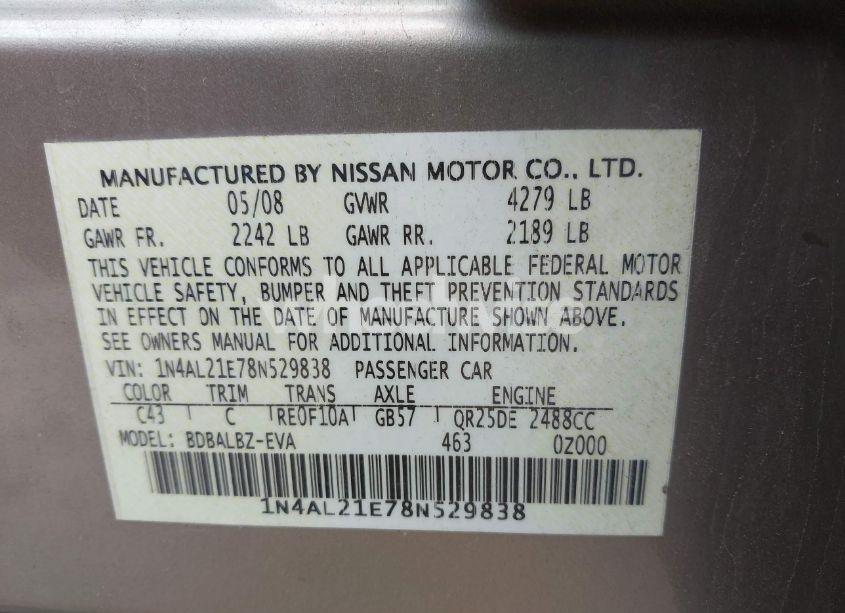 MANUFACTURED BY NISSAN MOTOR CO., LTD.
DATE 05/08 GVWR 4279 LB
GAWR FR. 2242 LB GAWR RR. 2189 LB
THIS VEHICLE CONFORMS TO ALL APPLICABLE FEDERAL MOTOR
VEHICLE SAFETY, BUMPER AND THEFT PREVENTION STANDARDS
IN EFFECT ON THE DATE OF MANUFACTURE SHOWN ABOVE.
SEE OWNERS MANUAL FOR ADDITIONAL INFORMATION.
VIN: 1N4AL21E78N529838 PASSENGER CAR
COLOR TRIM TRANS AXLE ENGINE
C43 C RE0F10A GB57 QR25DE 2488CC
MODEL: BDBALBZ-EVA 463 0Z000
1N4AL21E78N529838